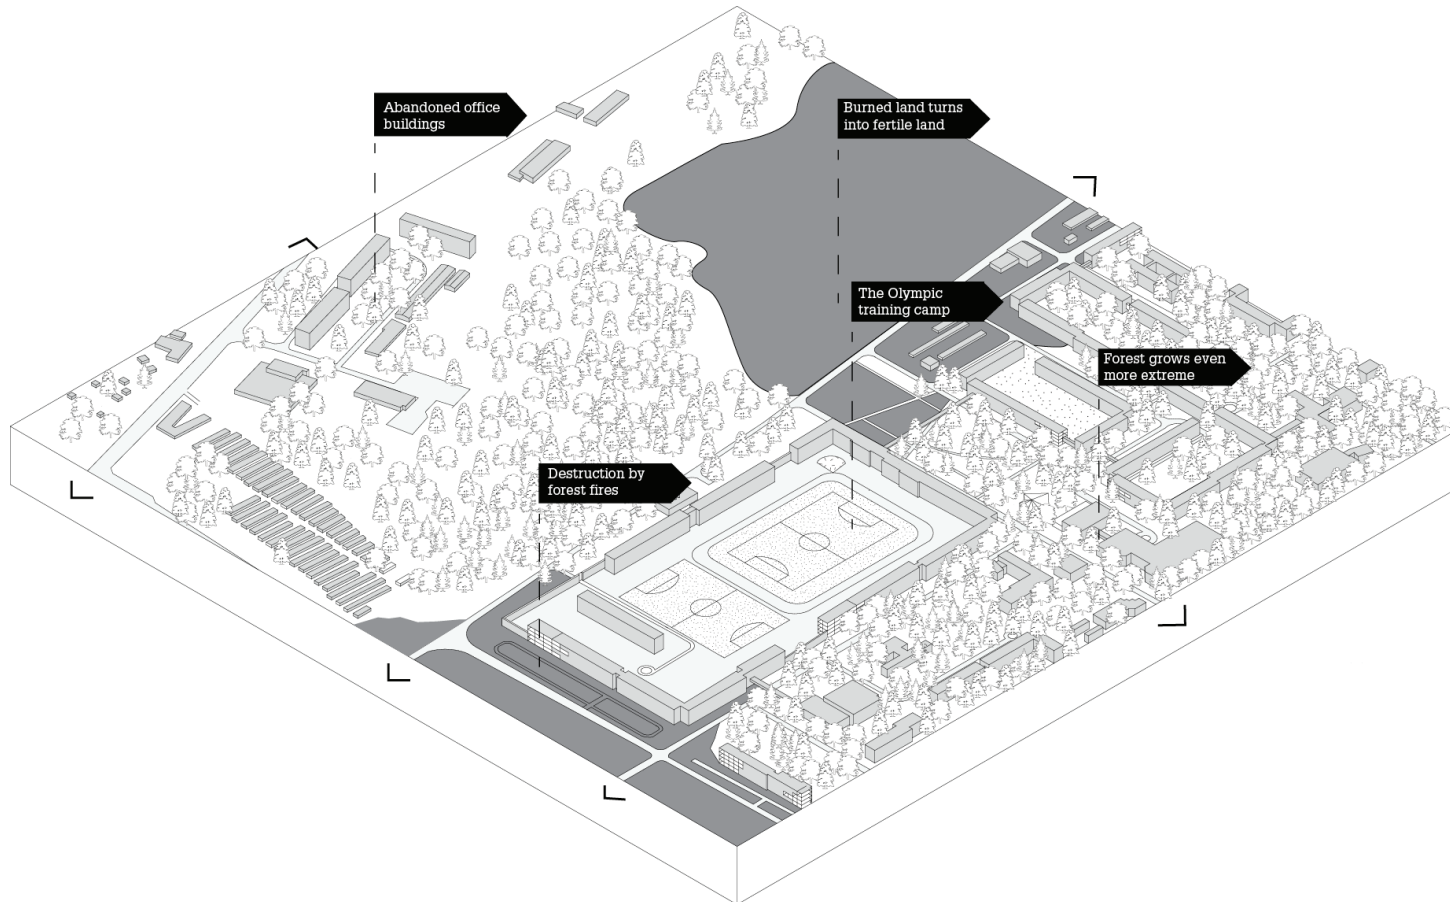 Abandoned office
buildings
Burned land turns
into fertile land
The Olympic
training camp
Forest grows even
more extreme
Destruction by
forest fires